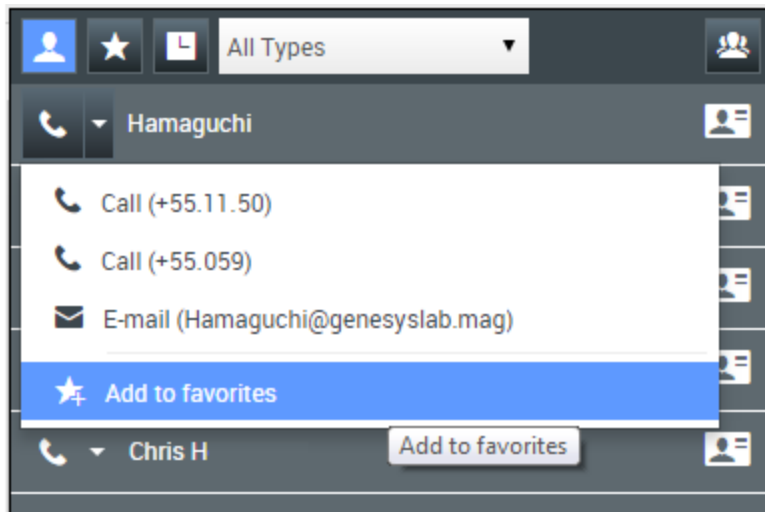 All Types
Hamaguchi
Call (+55.11.50)
Call (+55.059)
E-mail (Hamaguchi@genesyslab.mag)
Add to favorites
Chris H
Add to favorites